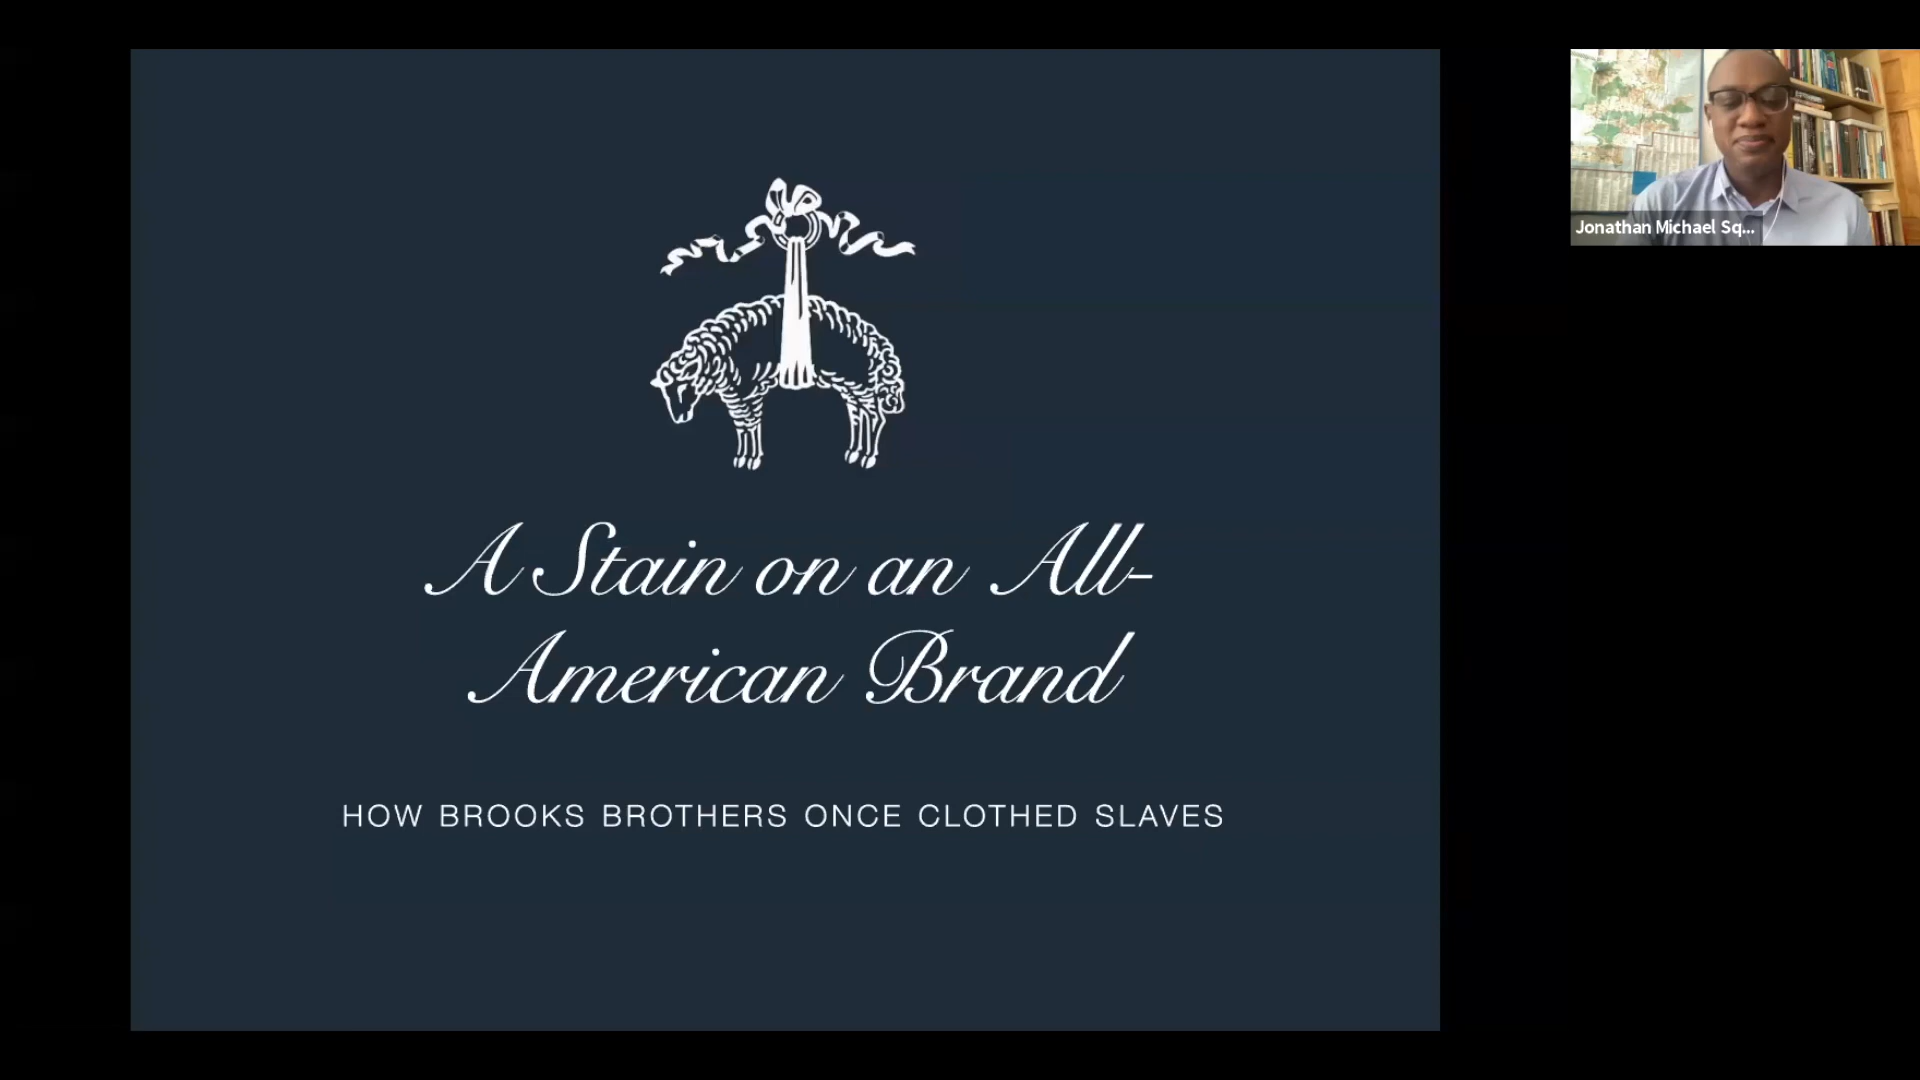 A Stain on an All-
American Brand
HOW BROOKS BROTHERS ONCE CLOTHED SLAVES
Jonathan Michael Sq...